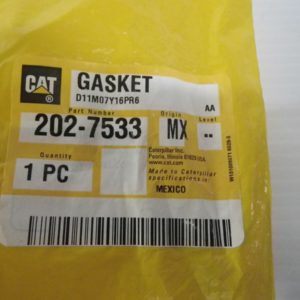 CAT GASKET
D11M07Y16PR6
AA
Part Number Origin Level
202-7533 MX --
Quantity
1 PC
Caterpillar Inc.
Peoria, Illinois 61629 USA.
www.cat.com
Made to Caterpillar
specifications in
MEXICO